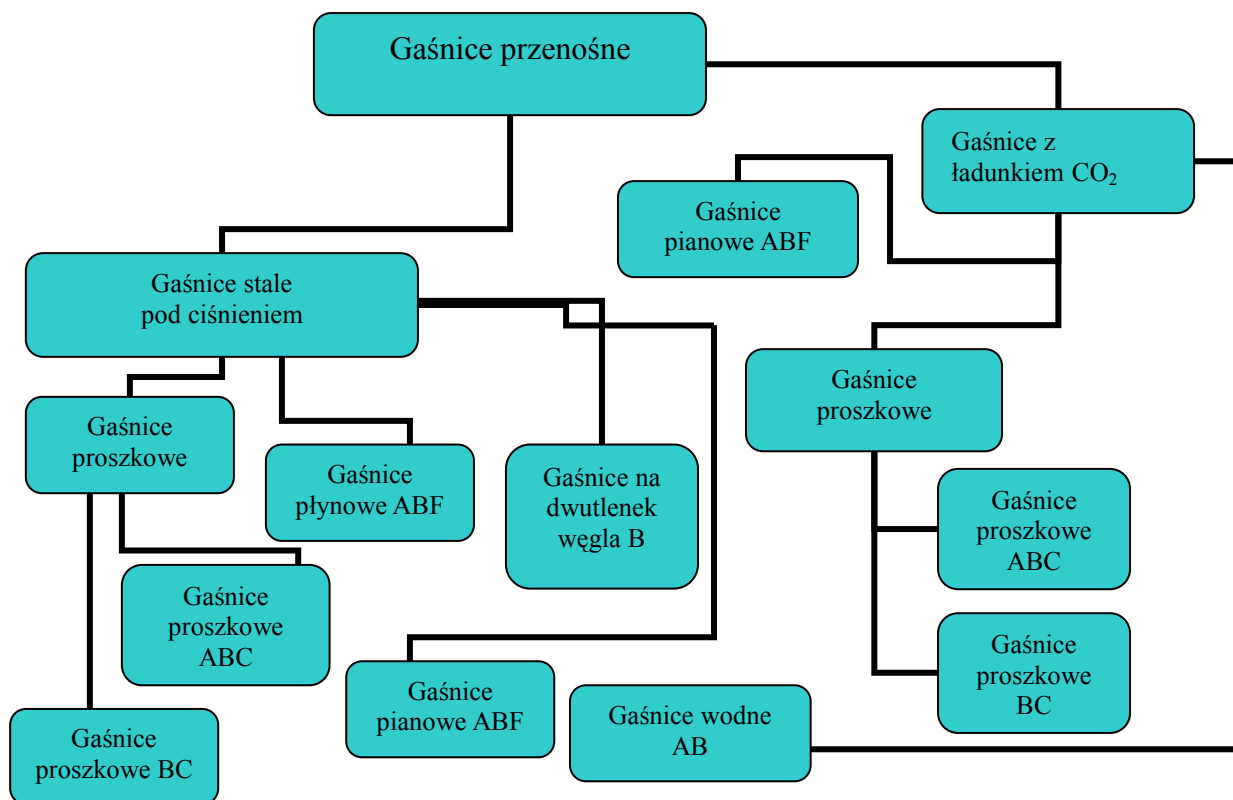 Gaśnice przenośne
Gaśnice z
ładunkiem CO₂
Gaśnice
pianowe ABF
Gaśnice stale
pod ciśnieniem
Gaśnice
proszkowe
Gaśnice
proszkowe
Gaśnice
płynowe ABF
Gaśnice na
dwutlenek
węgla B
Gaśnice
proszkowe
ABC
Gaśnice
proszkowe
ABC
Gaśnice
proszkowe
BC
Gaśnice
pianowe ABF
Gaśnice wodne
AB
Gaśnice
proszkowe BC